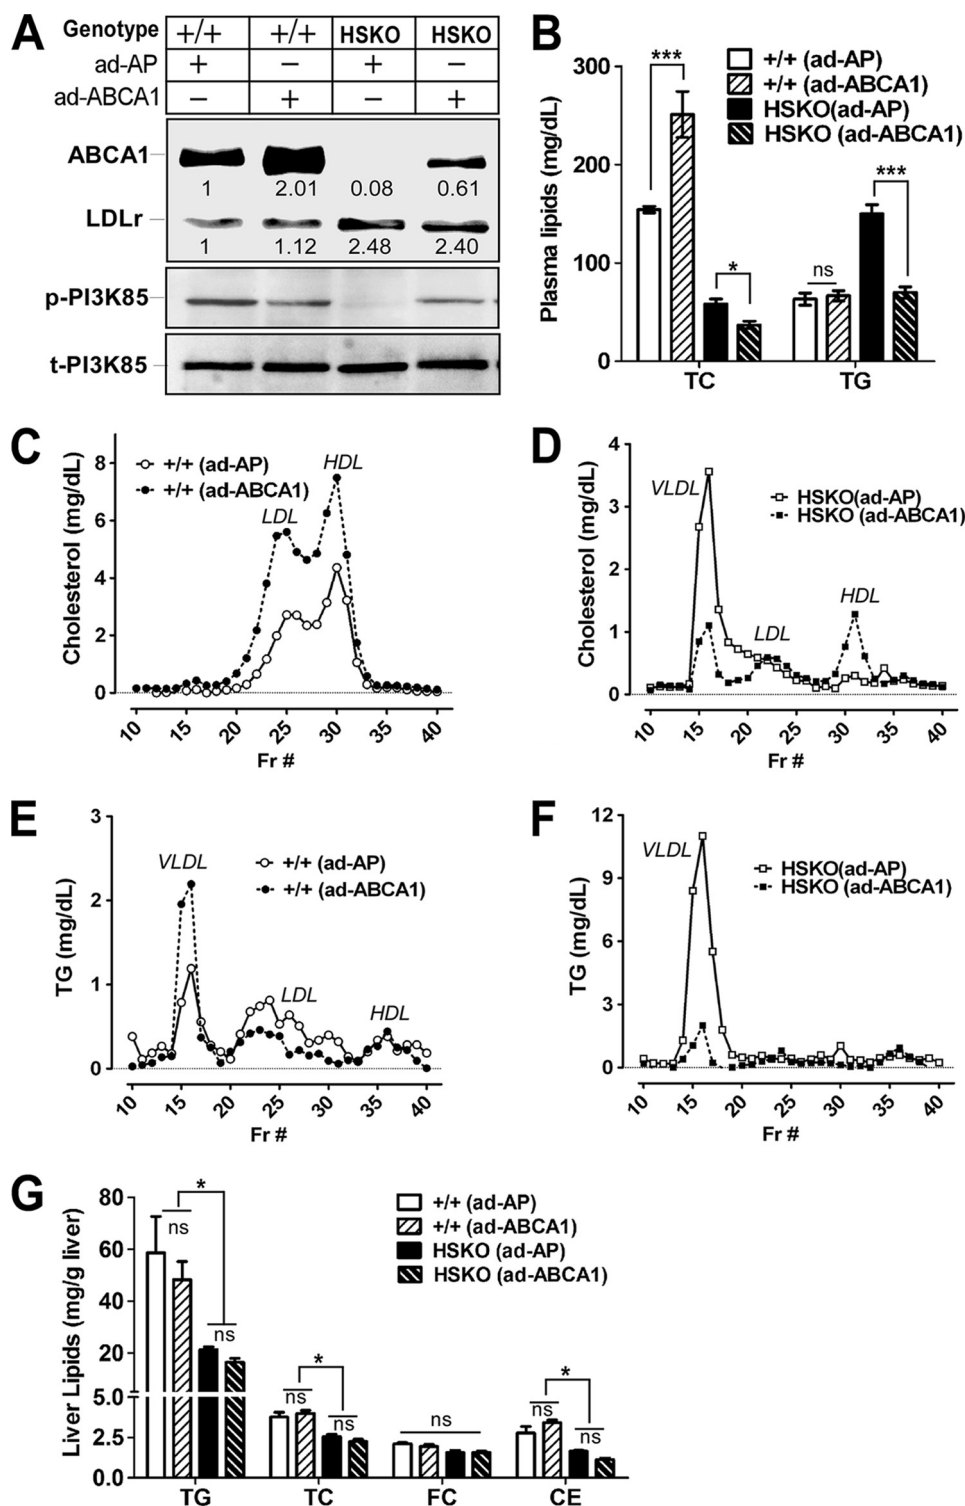 A
Genotype +/+ +/+ HSKO HSKO
ad-AP + − + −
ad-ABCA1 − + − +
ABCA1
1 2.01 0.08 0.61
LDLr
1 1.12 2.48 2.40
p-PI3K85
t-PI3K85
B
Plasma lipids (mg/dL)
300
200
100
0
***
*
ns
***
+/+ (ad-AP)
+/+ (ad-ABCA1)
HSKO(ad-AP)
HSKO (ad-ABCA1)
TC TG
C
Cholesterol (mg/dL)
8
6
4
2
0
+/+ (ad-AP)
+/+ (ad-ABCA1)
LDL
HDL
10 15 20 25 30 35 40
Fr #
D
Cholesterol (mg/dL)
4
3
2
1
0
VLDL
LDL
HDL
HSKO(ad-AP)
HSKO (ad-ABCA1)
10 15 20 25 30 35 40
Fr #
E
TG (mg/dL)
3
2
1
0
VLDL
LDL
HDL
+/+ (ad-AP)
+/+ (ad-ABCA1)
10 15 20 25 30 35 40
Fr #
F
TG (mg/dL)
12
9
6
3
0
VLDL
HSKO(ad-AP)
HSKO (ad-ABCA1)
10 15 20 25 30 35 40
Fr #
G
Liver Lipids (mg/g liver)
80
60
40
20
5.0
2.5
0.0
*
ns
ns
*
ns
ns
ns
*
ns
ns
+/+ (ad-AP)
+/+ (ad-ABCA1)
HSKO (ad-AP)
HSKO (ad-ABCA1)
TG TC FC CE